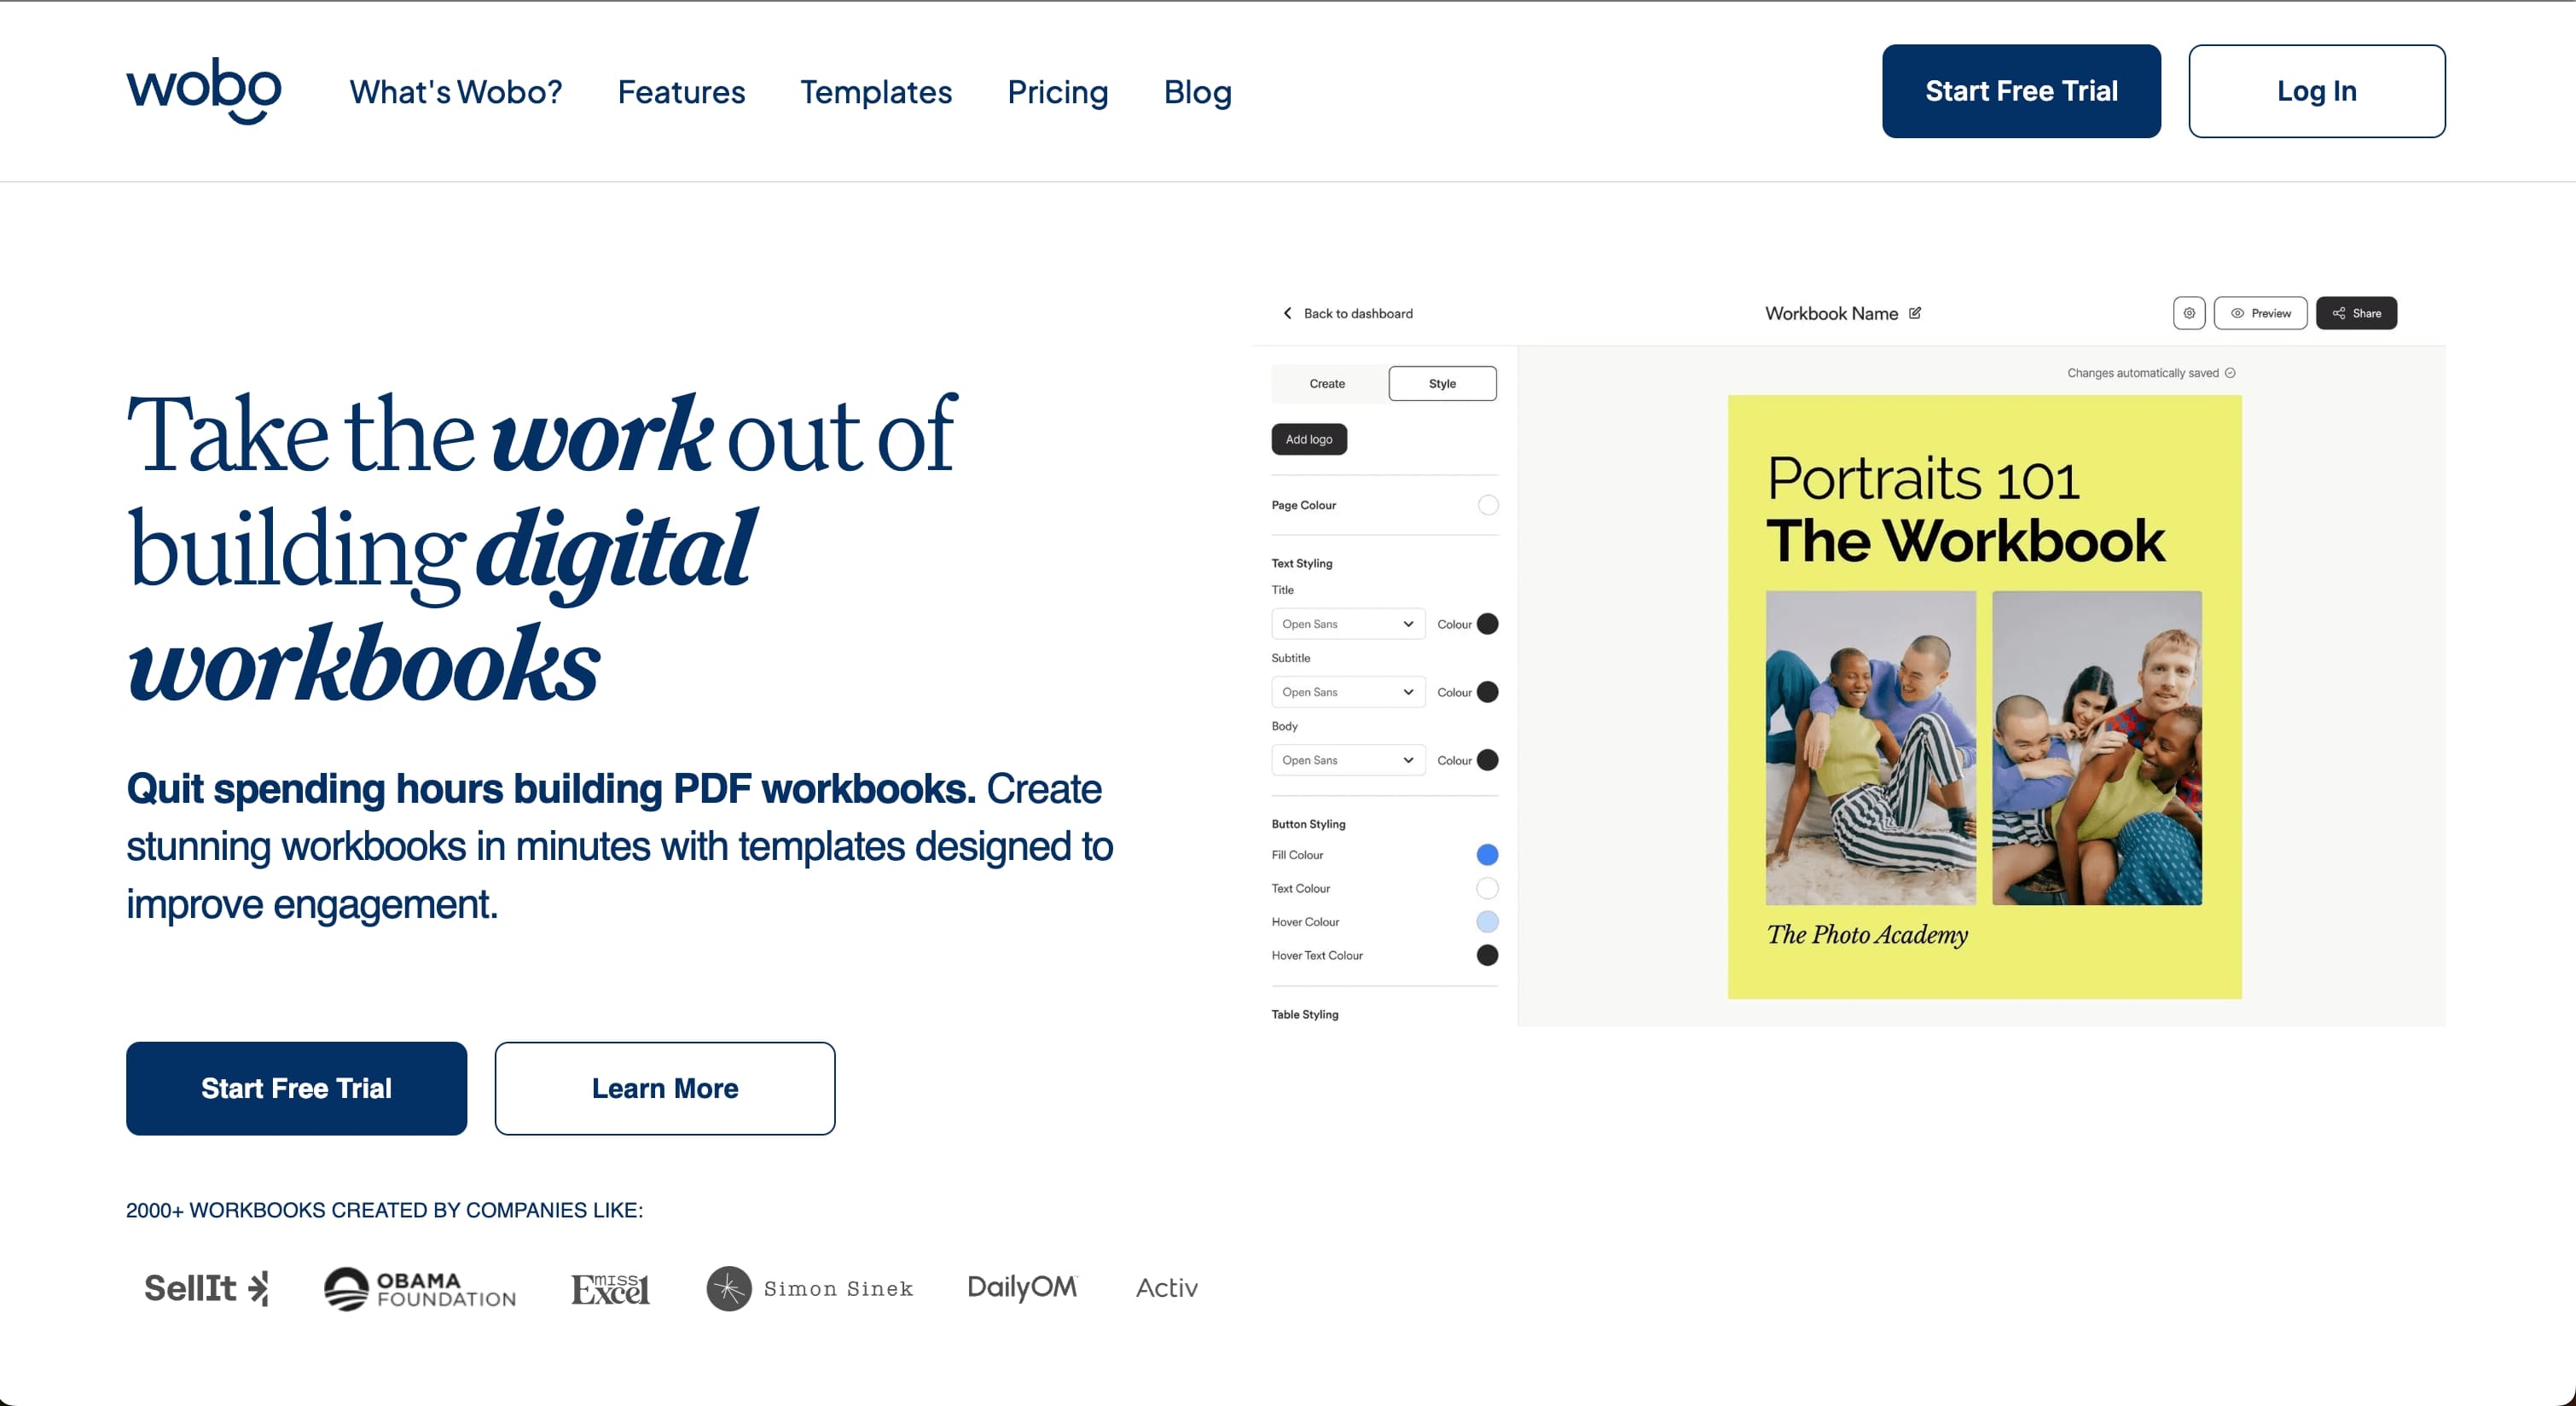 wobo
What's Wobo?
Features
Templates
Pricing
Blog
Start Free Trial
Log In
Take the work out of
building digital
workbooks
Quit spending hours building PDF workbooks. Create
stunning workbooks in minutes with templates designed to
improve engagement.
Start Free Trial
Learn More
2000+ WORKBOOKS CREATED BY COMPANIES LIKE:
SellIt
OBAMA
FOUNDATION
MISS
Excel
Simon Sinek
DailyOM
Activ
Back to dashboard
Workbook Name
Preview
Share
Create
Style
Add logo
Page Colour
Text Styling
Title
Open Sans
Colour
Subtitle
Open Sans
Colour
Body
Open Sans
Colour
Button Styling
Fill Colour
Text Colour
Hover Colour
Hover Text Colour
Table Styling
Changes automatically saved
Portraits 101
The Workbook
The Photo Academy